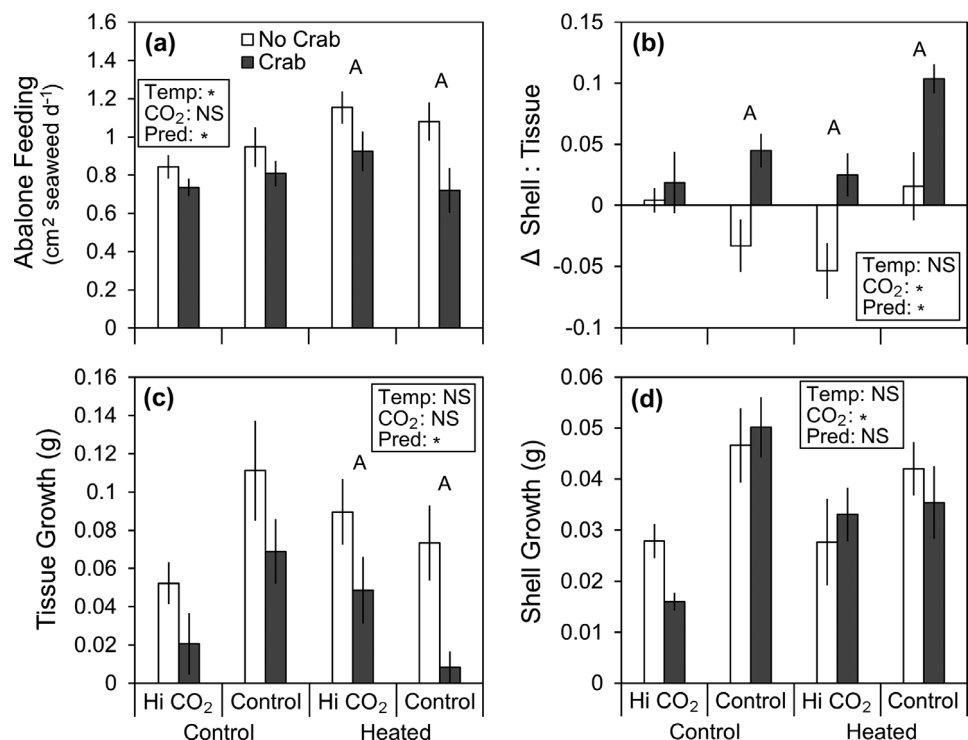 (a)
No Crab
Crab
Abalone Feeding
(cm² seaweed d⁻¹)
1.6
1.4
1.2
1
0.8
0.6
0.4
0.2
0
Temp: *
CO₂: NS
Pred: *
A
A
(b)
Δ Shell : Tissue
0.15
0.1
0.05
0
-0.05
-0.1
A
A
A
Temp: NS
CO₂: *
Pred: *
(c)
Tissue Growth (g)
0.16
0.14
0.12
0.1
0.08
0.06
0.04
0.02
0
Temp: NS
CO₂: NS
Pred: *
A
A
Hi CO₂ Control Hi CO₂ Control
Control Heated
(d)
Shell Growth (g)
0.06
0.05
0.04
0.03
0.02
0.01
0
Temp: NS
CO₂: *
Pred: NS
Hi CO₂ Control Hi CO₂ Control
Control Heated